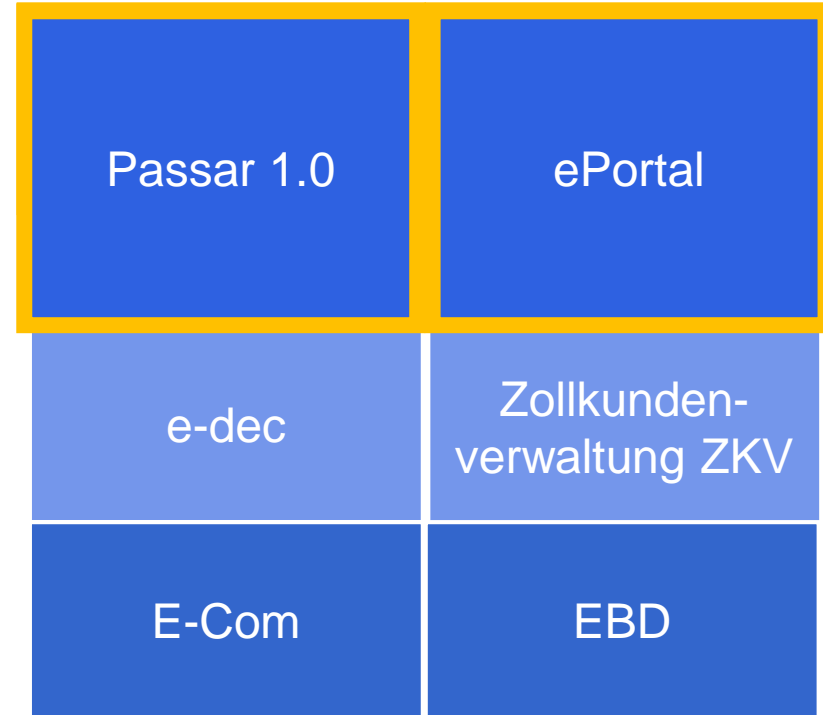 Passar 1.0
ePortal
e-dec
Zollkunden-
verwaltung ZKV
E-Com
EBD